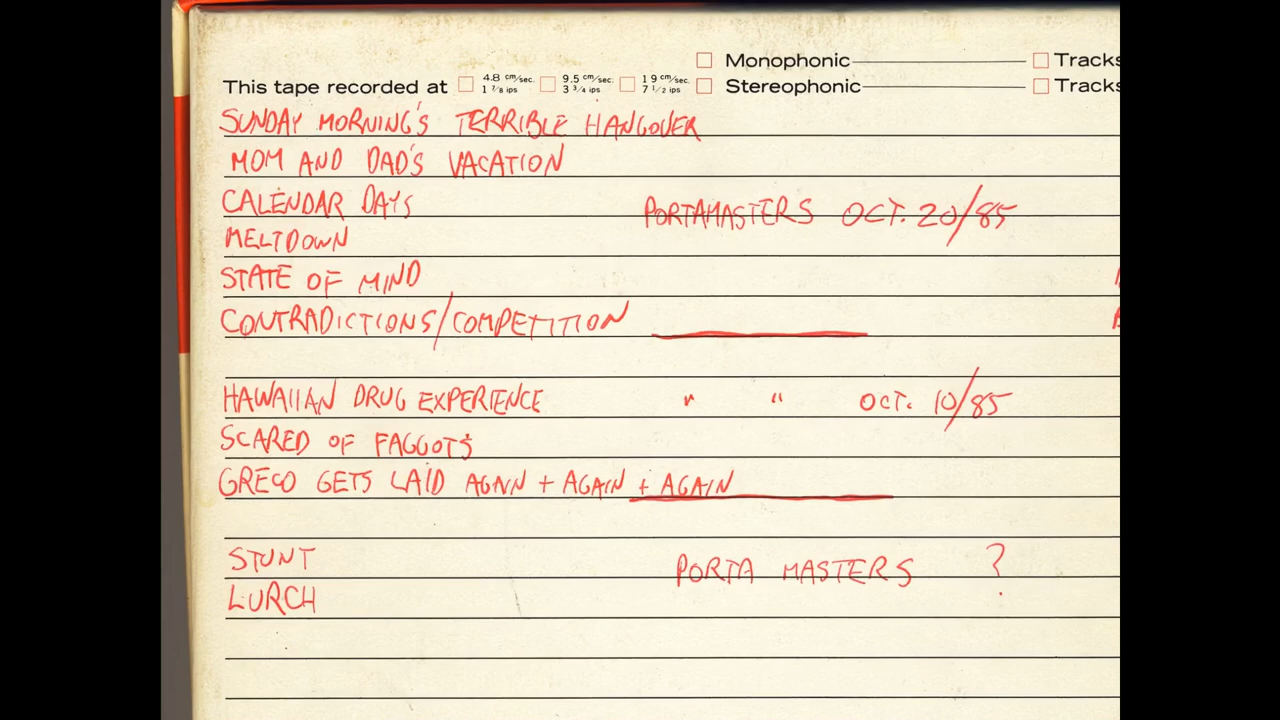 Monophonic Tracks
This tape recorded at 4.8 cm/sec. 1 7/8 ips 9.5 cm/sec. 3 3/4 ips 19 cm/sec. 7 1/2 ips Stereophonic Tracks
SUNDAY MORNING'S TERRIBLE HANGOVER
MOM AND DAD'S VACATION
CALENDAR DAYS PORTAMASTERS OCT. 20/85
MELTDOWN
STATE OF MIND
CONTRADICTIONS/COMPETITION
HAWAIIAN DRUG EXPERIENCE " " OCT. 10/85
SCARED OF FAGGOTS
GRECO GETS LAID AGAIN + AGAIN + AGAIN
STUNT PORTA MASTERS ?
LURCH